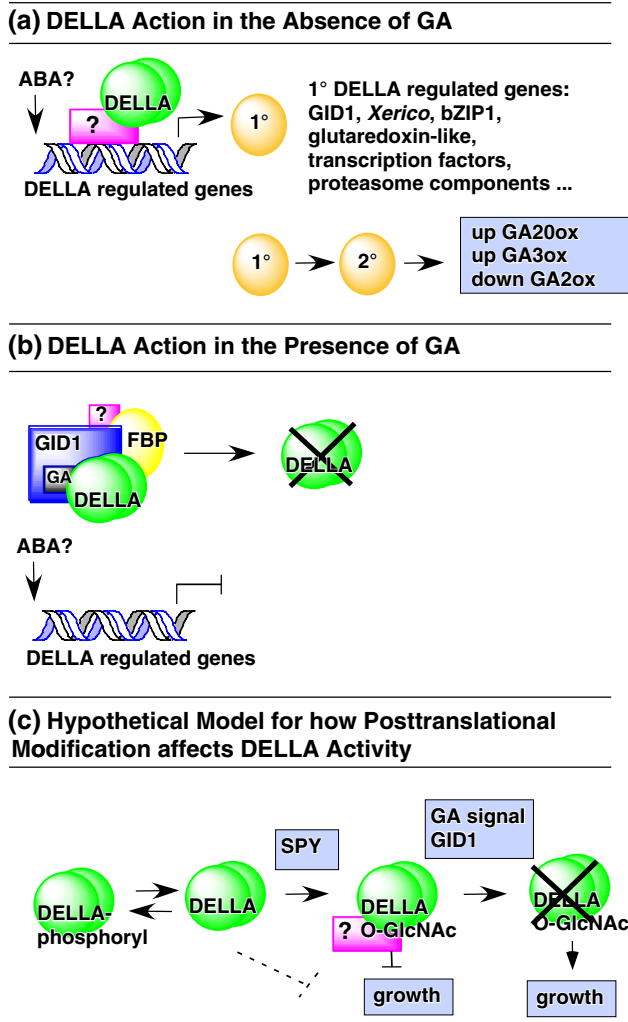 (a) DELLA Action in the Absence of GA
ABA?
DELLA
?
1°
DELLA regulated genes
1° DELLA regulated genes:
GID1, Xerico, bZIP1,
glutaredoxin-like,
transcription factors,
proteasome components ...
1°
2°
up GA20ox
up GA3ox
down GA2ox
(b) DELLA Action in the Presence of GA
?
GID1
FBP
GA
DELLA
DELLA
ABA?
DELLA regulated genes
(c) Hypothetical Model for how Posttranslational
Modification affects DELLA Activity
GA signal
GID1
SPY
DELLA-
phosphoryl
DELLA
DELLA
? O-GlcNAc
DELLA
O-GlcNAc
growth
growth